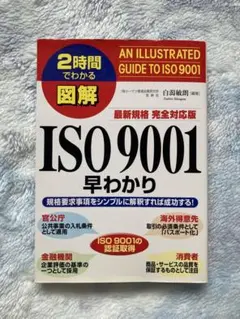 2時間
でわかる
図解
AN ILLUSTRATED
GUIDE TO ISO 9001
最新規格 完全対応版
白潟敏朗
ISO 9001
早わかり
規格要求事項をシンプルに解釈すれば成功する!
官公庁
公共事業の入札条件
として適用
海外得意先
取引の必須条件として
「パスポート化」
ISO 9001の
認証取得
金融機関
企業評価の基準の
一つとして採用
消費者
商品・サービスの品質を
保証するものとして注目